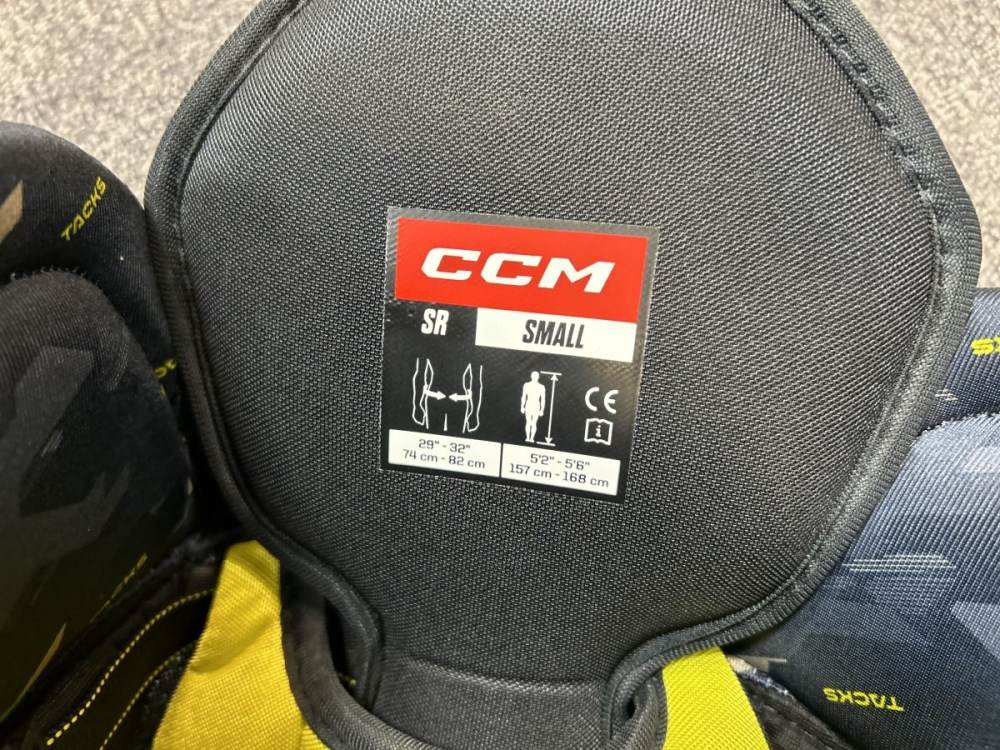 TACKS
CCM
SR
SMALL
CE
i
29" - 32"
74 cm - 82 cm
5'2" - 5'6"
157 cm - 168 cm
TACKS
TACKS